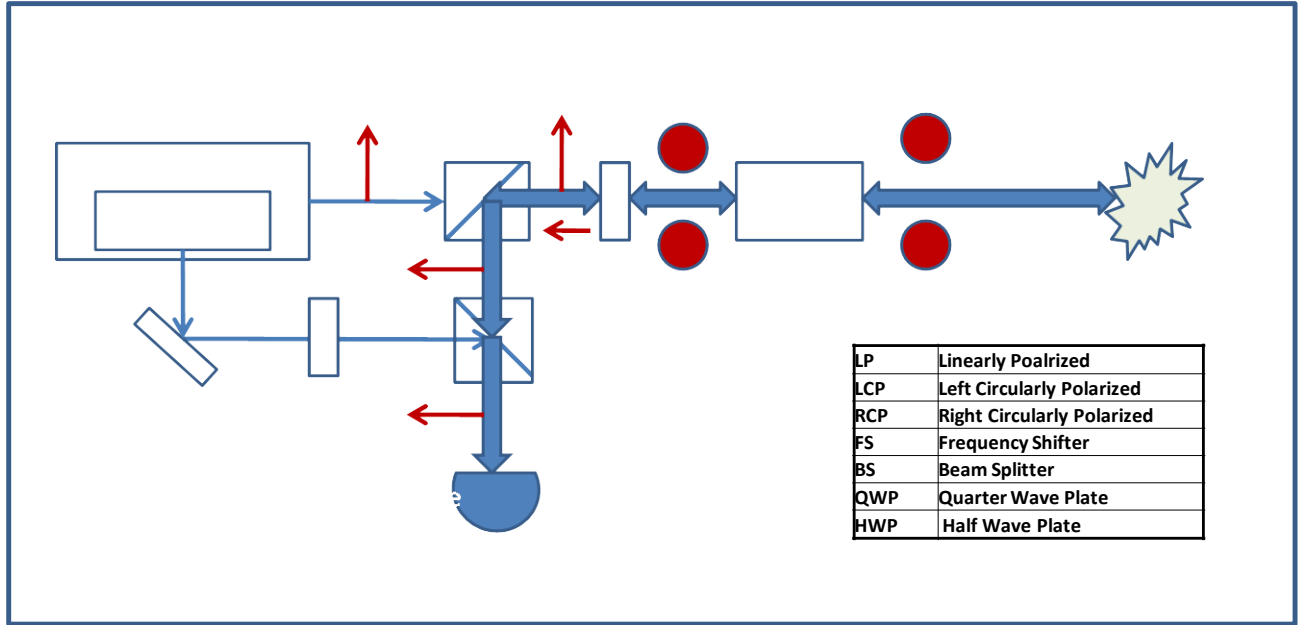 LP Linearly Poalrized
LCP Left Circularly Polarized
RCP Right Circularly Polarized
FS Frequency Shifter
BS Beam Splitter
QWP Quarter Wave Plate
HWP Half Wave Plate
e